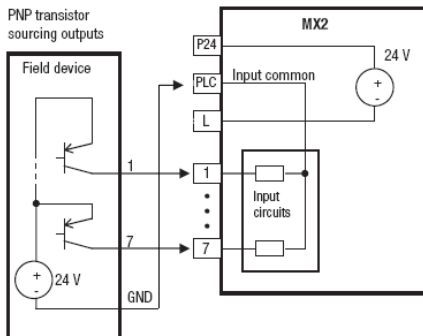 PNP transistor
sourcing outputs
Field device
MX2
P24
24 V
PLC
Input common
L
+
-
1
1
Input
circuits
7
7
+
-
24 V
GND